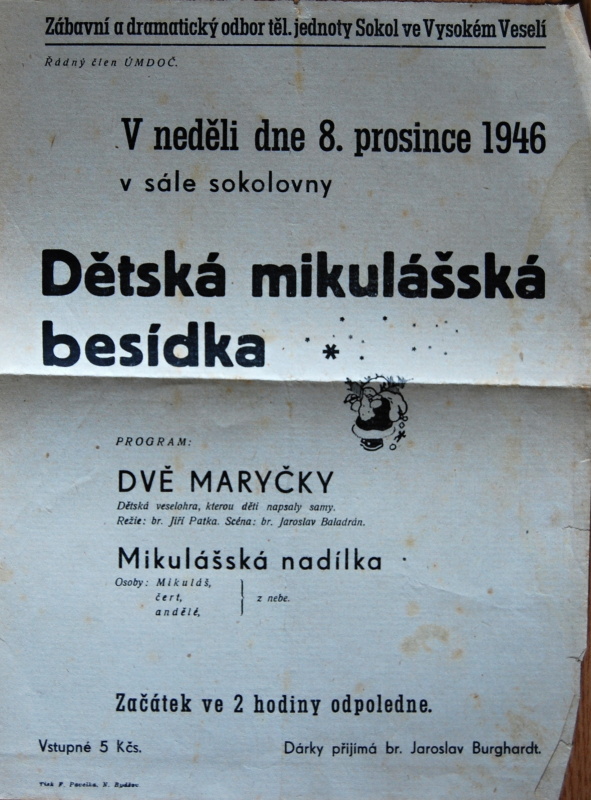 Zábavní a dramatický odbor těl. jednoty Sokol ve Vysokém Veselí
Řádný člen ÚMDOČ.
V neděli dne 8. prosince 1946
v sále sokolovny
Dětská mikulášská
besídka
PROGRAM:
DVĚ MARYČKY
Dětská veselohra, kterou děti napsaly samy.
Režie: br. Jiří Patka. Scéna: br. Jaroslav Baladrán.
Mikulášská nadílka
Osoby: Mikuláš,
čert,
andělé,
z nebe.
Začátek ve 2 hodiny odpoledne.
Vstupné 5 Kčs.
Dárky přijímá br. Jaroslav Burghardt.
Tisk F. N. Bydžov